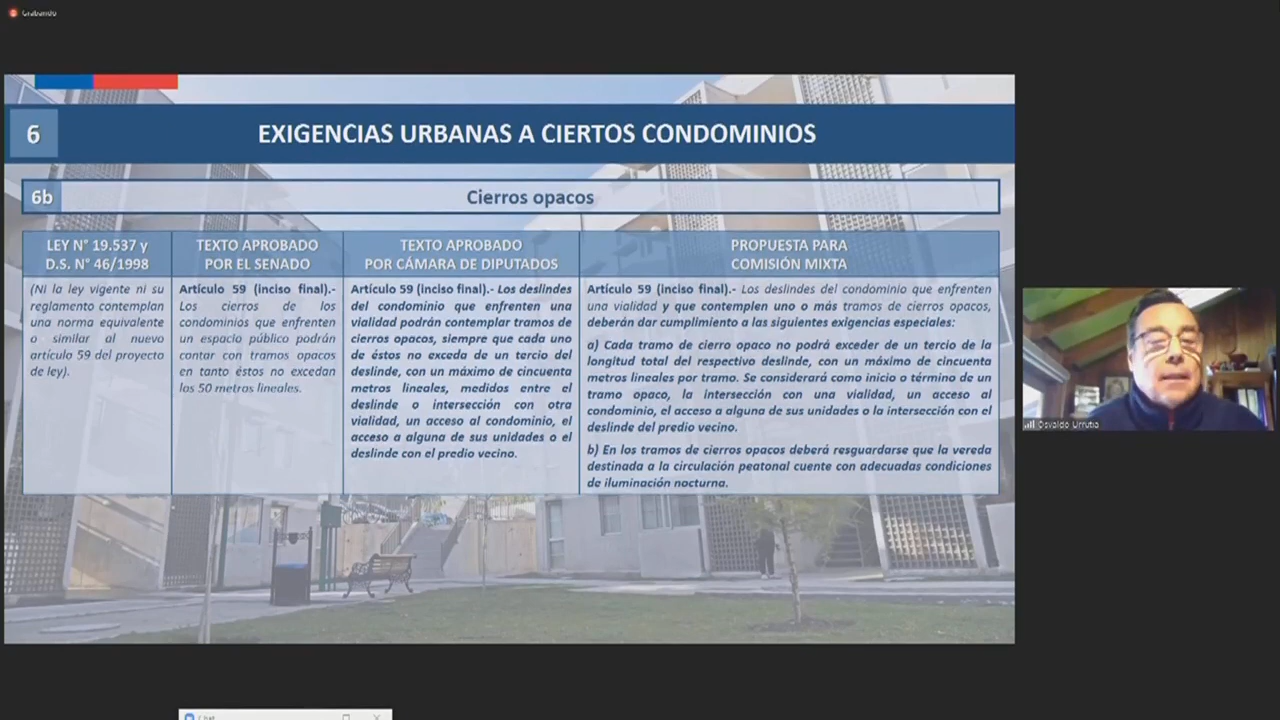 Grabando
6
EXIGENCIAS URBANAS A CIERTOS CONDOMINIOS
6b
Cierros opacos
LEY N° 19.537 y
D.S. N° 46/1998
(Ni la ley vigente ni su
reglamento contemplan
una norma equivalente
o similar al nuevo
artículo 59 del proyecto
de ley).
TEXTO APROBADO
POR EL SENADO
Artículo 59 (inciso final).-
Los cierros de los
condominios que enfrenten
un espacio público podrán
contar con tramos opacos
en tanto éstos no excedan
los 50 metros lineales.
TEXTO APROBADO
POR CÁMARA DE DIPUTADOS
Artículo 59 (inciso final).- Los deslindes
del condominio que enfrenten una
vialidad podrán contemplar tramos de
cierros opacos, siempre que cada uno
de éstos no exceda de un tercio del
deslinde, con un máximo de cincuenta
metros lineales, medidos entre el
deslinde o intersección con otra
vialidad, un acceso al condominio, el
acceso a alguna de sus unidades o el
deslinde con el predio vecino.
PROPUESTA PARA
COMISIÓN MIXTA
Artículo 59 (inciso final).- Los deslindes del condominio que enfrenten
una vialidad y que contemplen uno o más tramos de cierros opacos,
deberán dar cumplimiento a las siguientes exigencias especiales:
a) Cada tramo de cierro opaco no podrá exceder de un tercio de la
longitud total del respectivo deslinde, con un máximo de cincuenta
metros lineales por tramo. Se considerará como inicio o término de un
tramo opaco, la intersección con una vialidad, un acceso al
condominio, el acceso a alguna de sus unidades o la intersección con el
deslinde del predio vecino.
b) En los tramos de cierros opacos deberá resguardarse que la vereda
destinada a la circulación peatonal cuente con adecuadas condiciones
de iluminación nocturna.
Osvaldo Urrutia
Chat